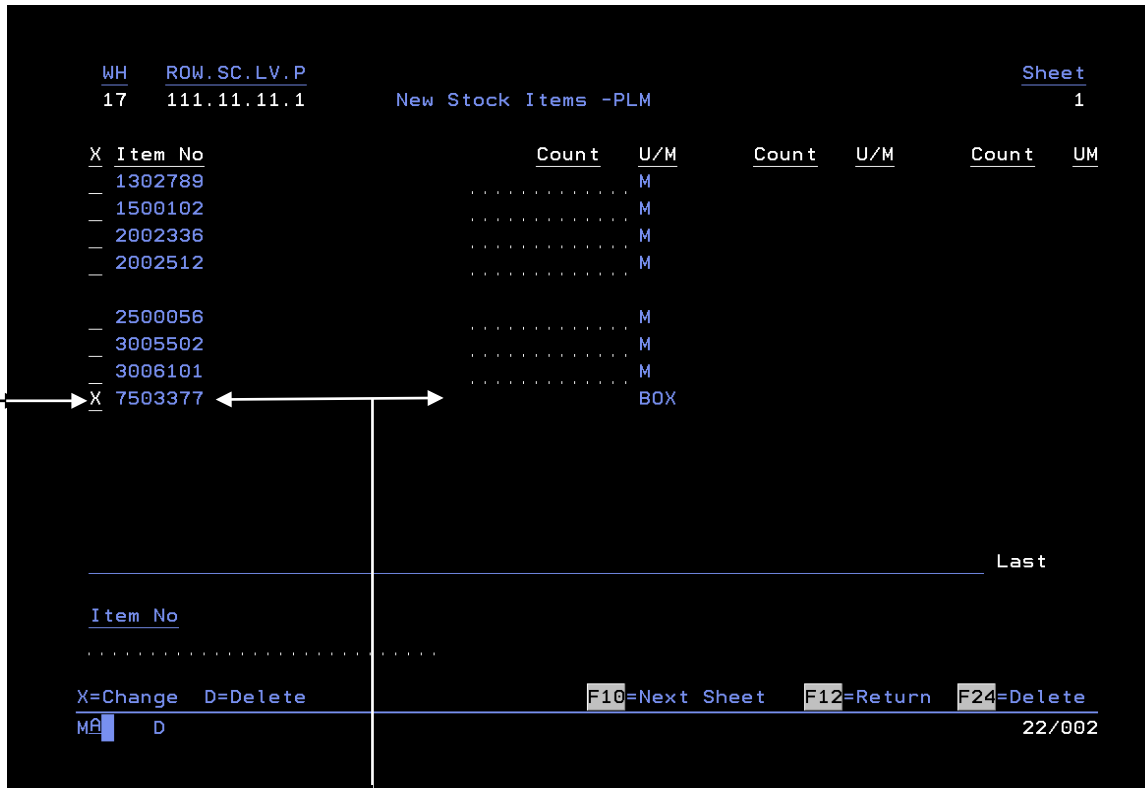 WH ROW.SC.LV.P Sheet
17 111.11.11.1 New Stock Items -PLM 1
X Item No Count U/M Count U/M Count UM
_ 1302789 ............. M
_ 1500102 ............. M
_ 2002336 ............. M
_ 2002512 ............. M
_ 2500056 ............. M
_ 3005502 ............. M
_ 3006101 ............. M
X 7503377 BOX
Last
Item No
............................
X=Change D=Delete F10=Next Sheet F12=Return F24=Delete
MA D 22/002